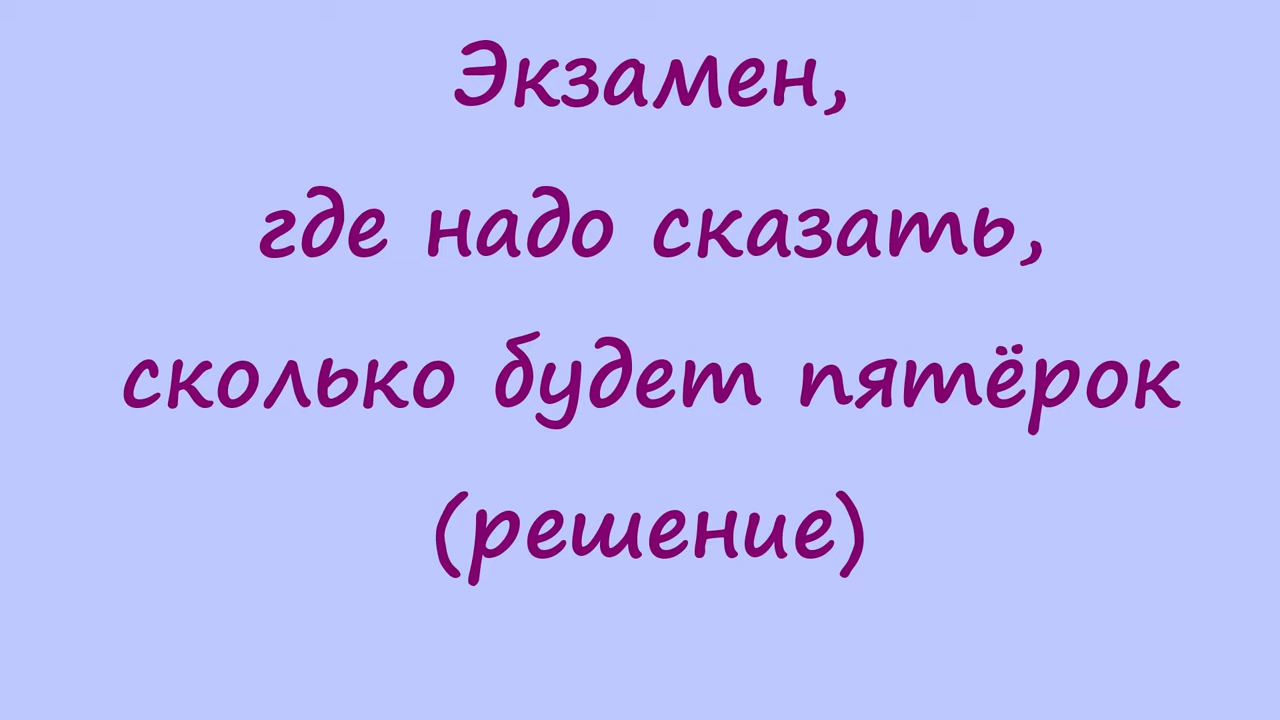 Экзамен,
где надо сказать,
сколько будет пятёрок
(решение)